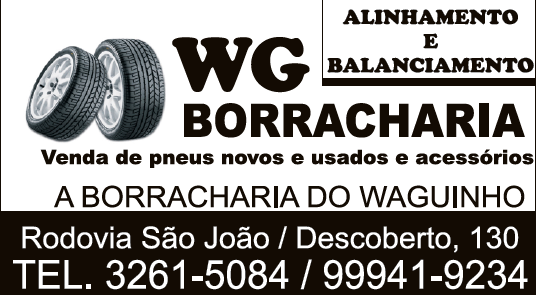 ALINHAMENTO
E
BALANCIAMENTO
WG
BORRACHARIA
Venda de pneus novos e usados e acessórios
A BORRACHARIA DO WAGUINHO
Rodovia São João / Descoberto, 130
TEL. 3261-5084 / 99941-9234